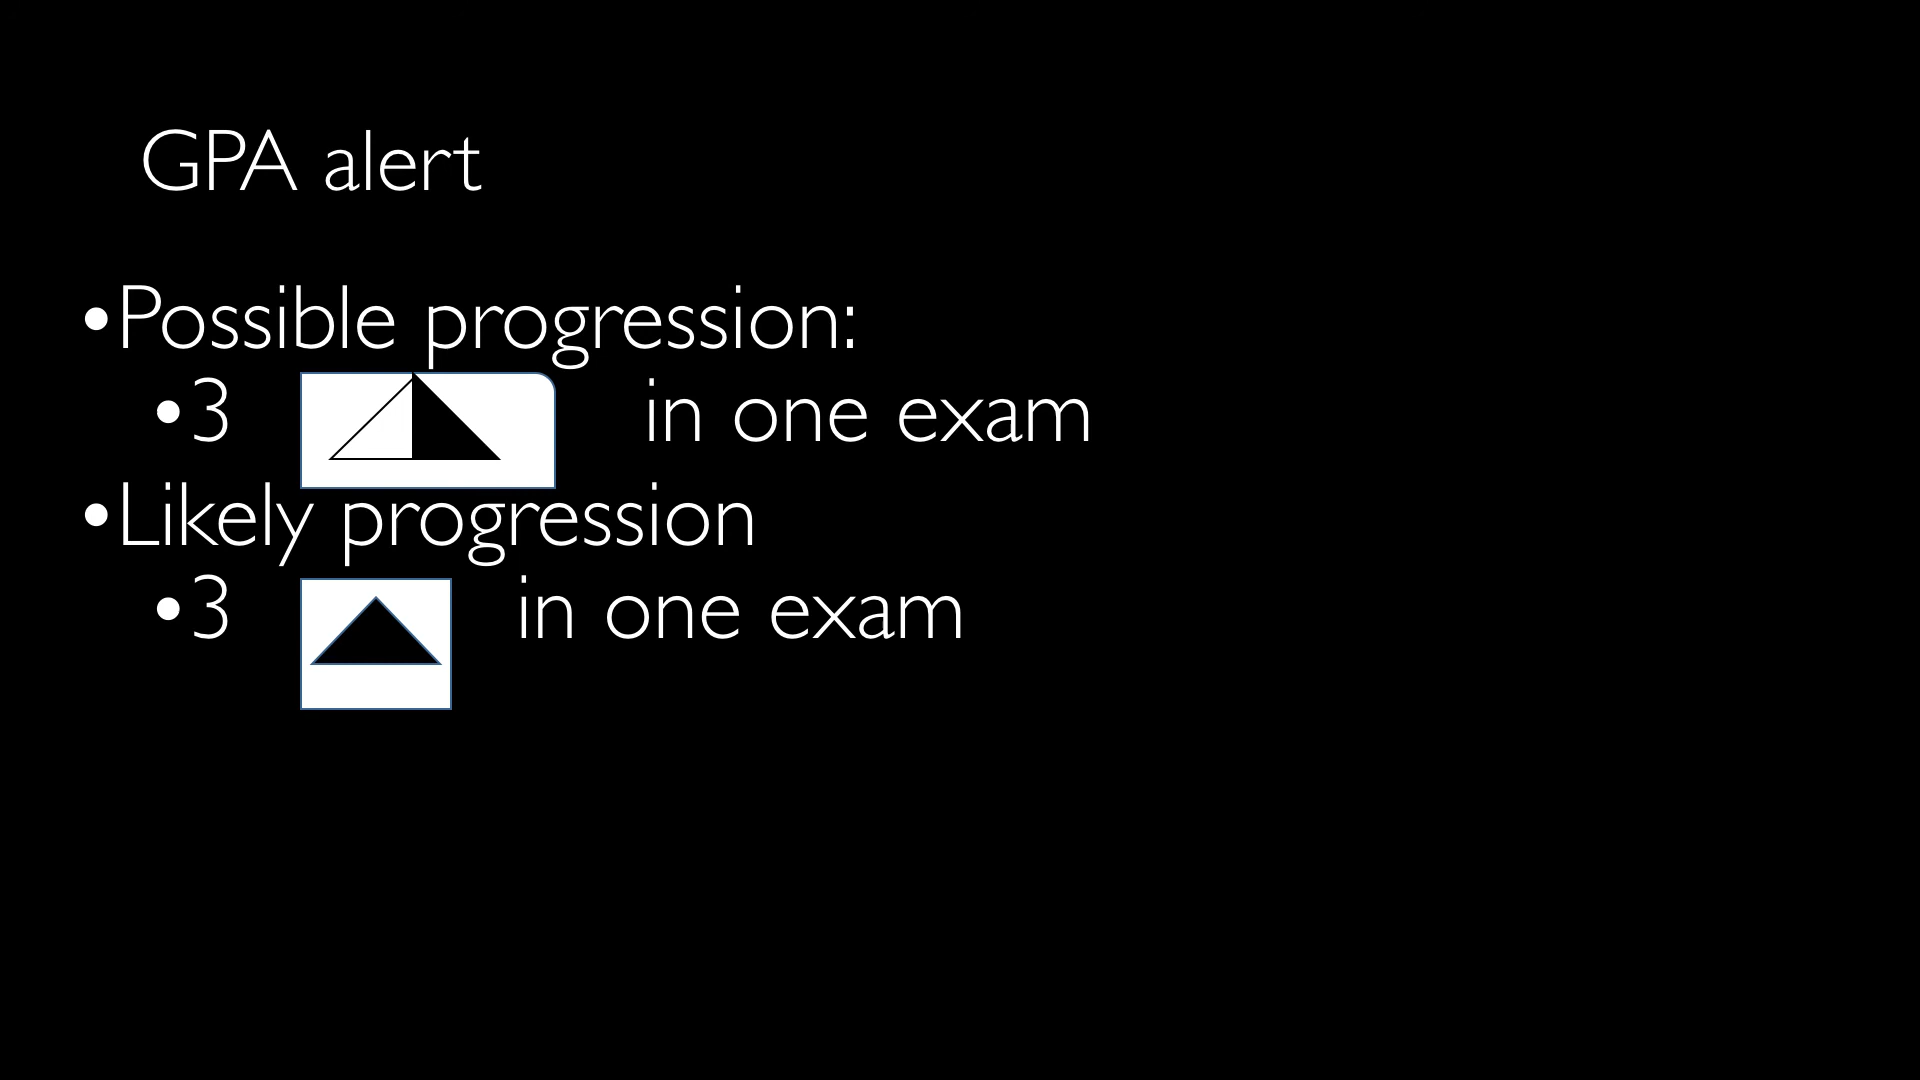 GPA alert
•Possible progression:
•3 in one exam
•Likely progression
•3 in one exam